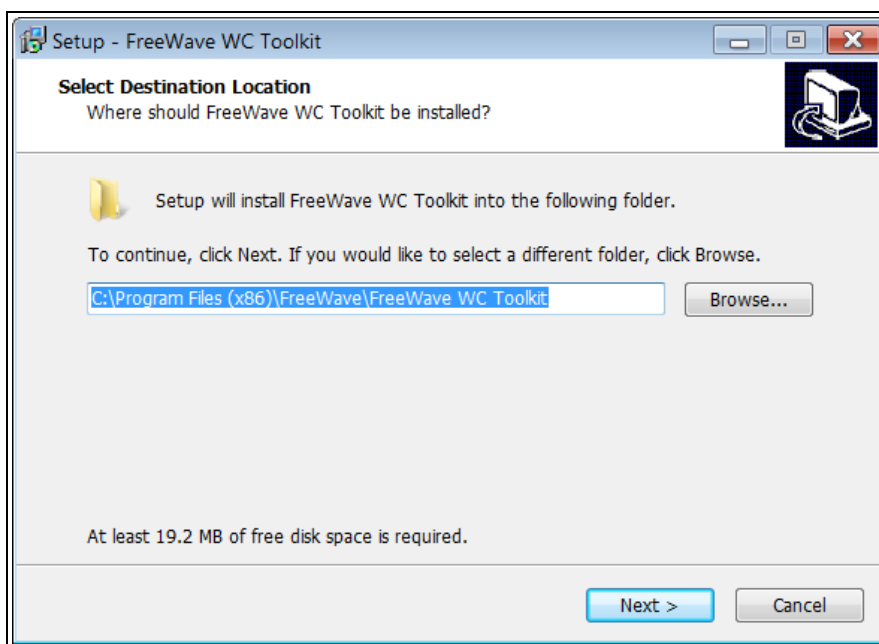 Setup - FreeWave WC Toolkit
Select Destination Location
Where should FreeWave WC Toolkit be installed?
Setup will install FreeWave WC Toolkit into the following folder.
To continue, click Next. If you would like to select a different folder, click Browse.
C:\Program Files (x86)\FreeWave\FreeWave WC Toolkit
Browse...
At least 19.2 MB of free disk space is required.
Next >
Cancel